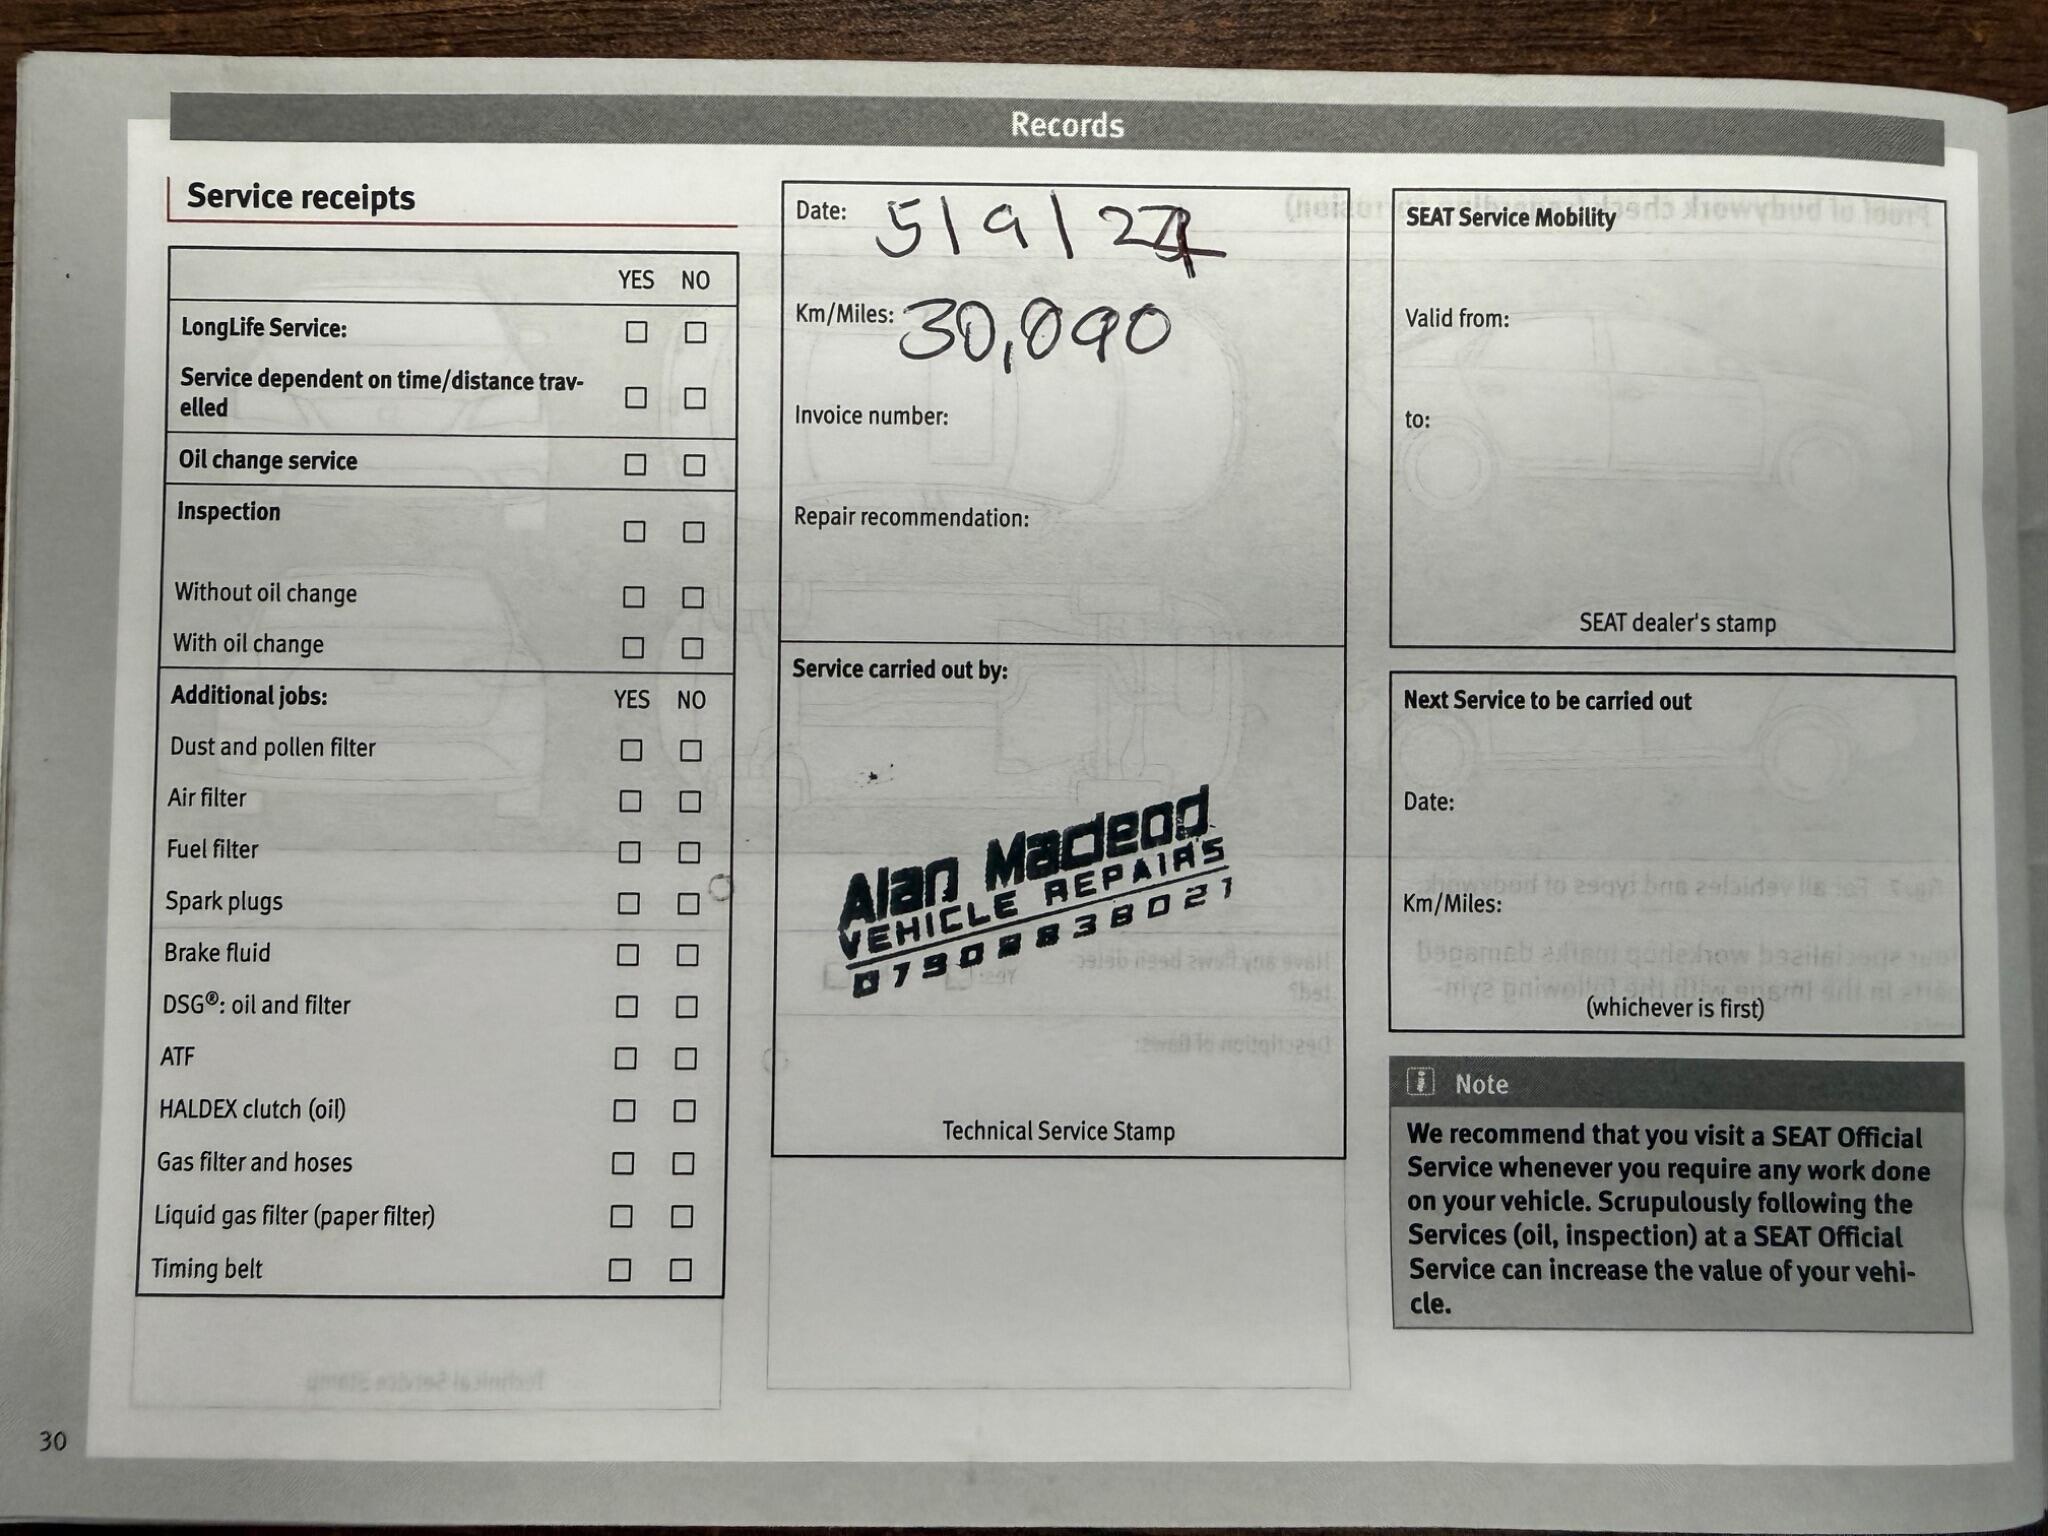 Records
Service receipts
YES NO
LongLife Service:
Service dependent on time/distance trav-
elled
Oil change service
Inspection
Without oil change
With oil change
Additional jobs: YES NO
Dust and pollen filter
Air filter
Fuel filter
Spark plugs
Brake fluid
DSG®: oil and filter
ATF
HALDEX clutch (oil)
Gas filter and hoses
Liquid gas filter (paper filter)
Timing belt
Date: 5/9/24
Km/Miles: 30,090
Invoice number:
Repair recommendation:
Service carried out by:
Alan Macleod
VEHICLE REPAIR'S
Technical Service Stamp
SEAT Service Mobility
Valid from:
to:
SEAT dealer's stamp
Next Service to be carried out
Date:
Km/Miles:
(whichever is first)
i Note
We recommend that you visit a SEAT Official
Service whenever you require any work done
on your vehicle. Scrupulously following the
Services (oil, inspection) at a SEAT Official
Service can increase the value of your vehi-
cle.
30